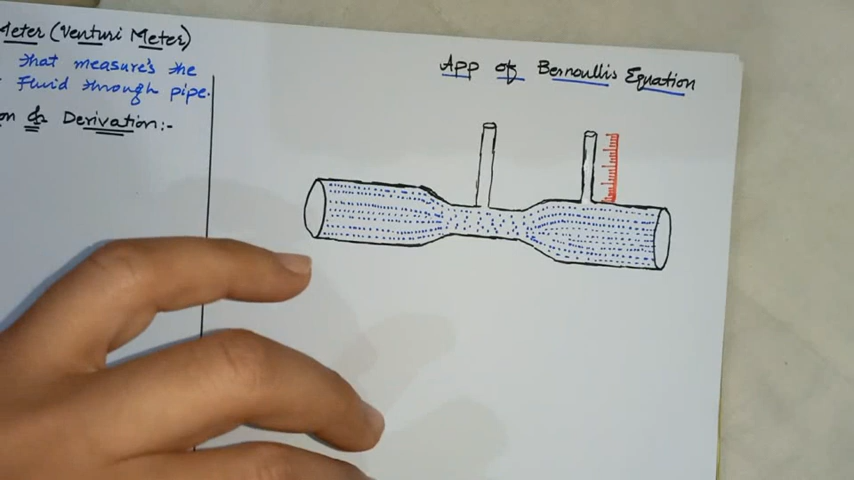 Meter (Venturi Meter)
That measure's the
Fluid through pipe.
on & Derivation:-
App of Bernoullis Equation